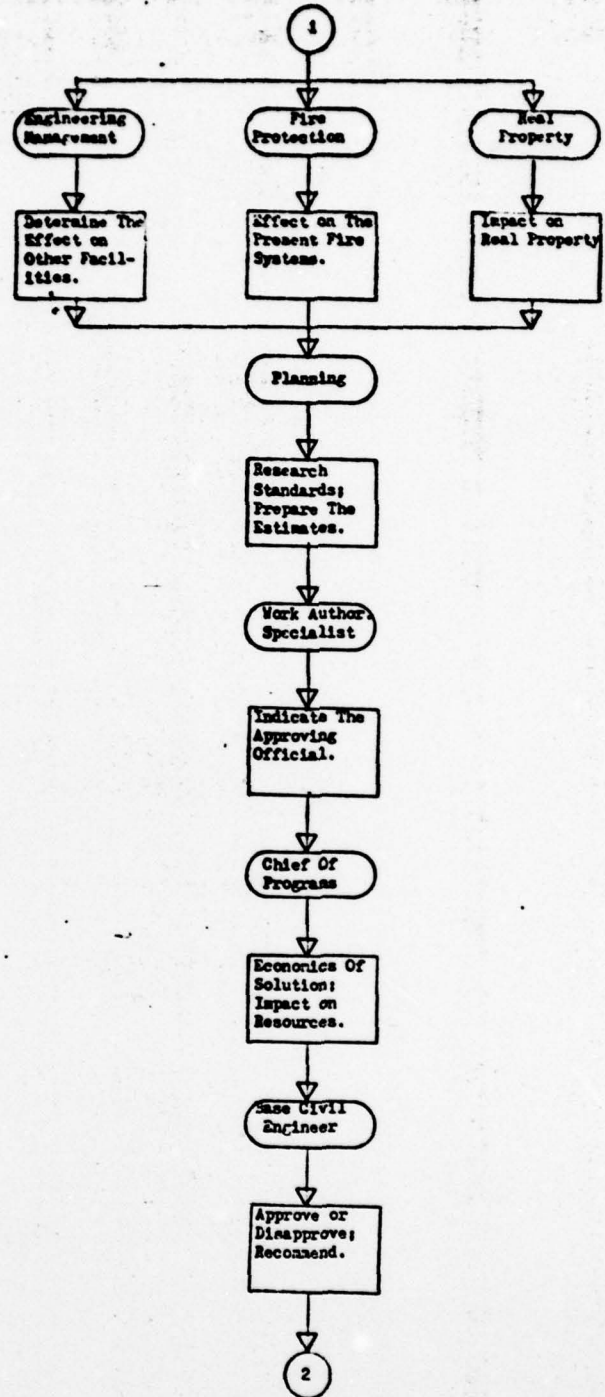 1
Engineering
Management
Fire
Protection
Real
Property
Determine The
Effect on
Other Facil-
ities.
Effect on The
Present Fire
Systems.
Impact on
Real Property
Planning
Research
Standards;
Prepare The
Estimates.
Work Author.
Specialist
Indicate The
Approving
Official.
Chief Of
Programs
Economics Of
Solution;
Impact on
Resources.
Base Civil
Engineer
Approve or
Disapprove;
Recommend.
2